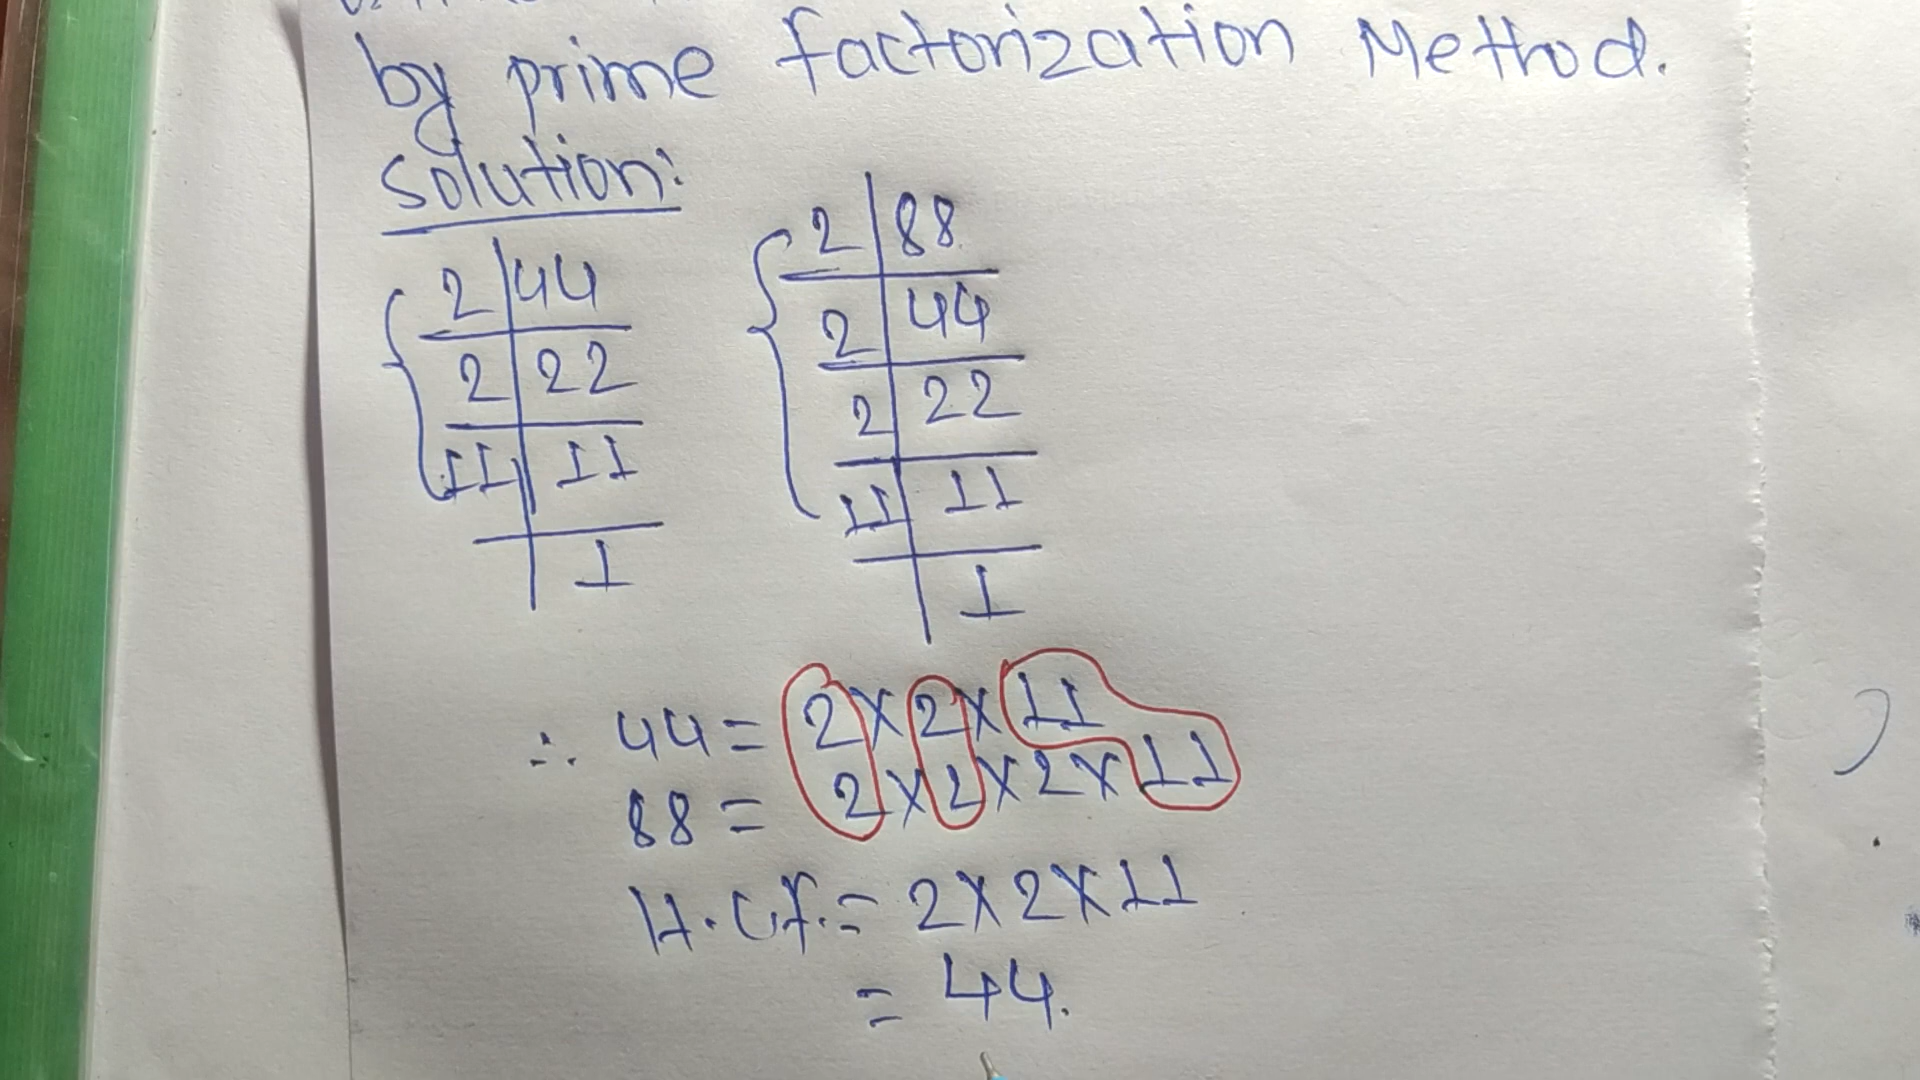 by prime factorization Method.
Solution:
2 | 44
2 | 22
11 | 11
1
2 | 88
2 | 44
2 | 22
11 | 11
1
∴ 44 = 2 × 2 × 11
88 = 2 × 2 × 2 × 11
H.C.F. = 2 × 2 × 11
= 44.